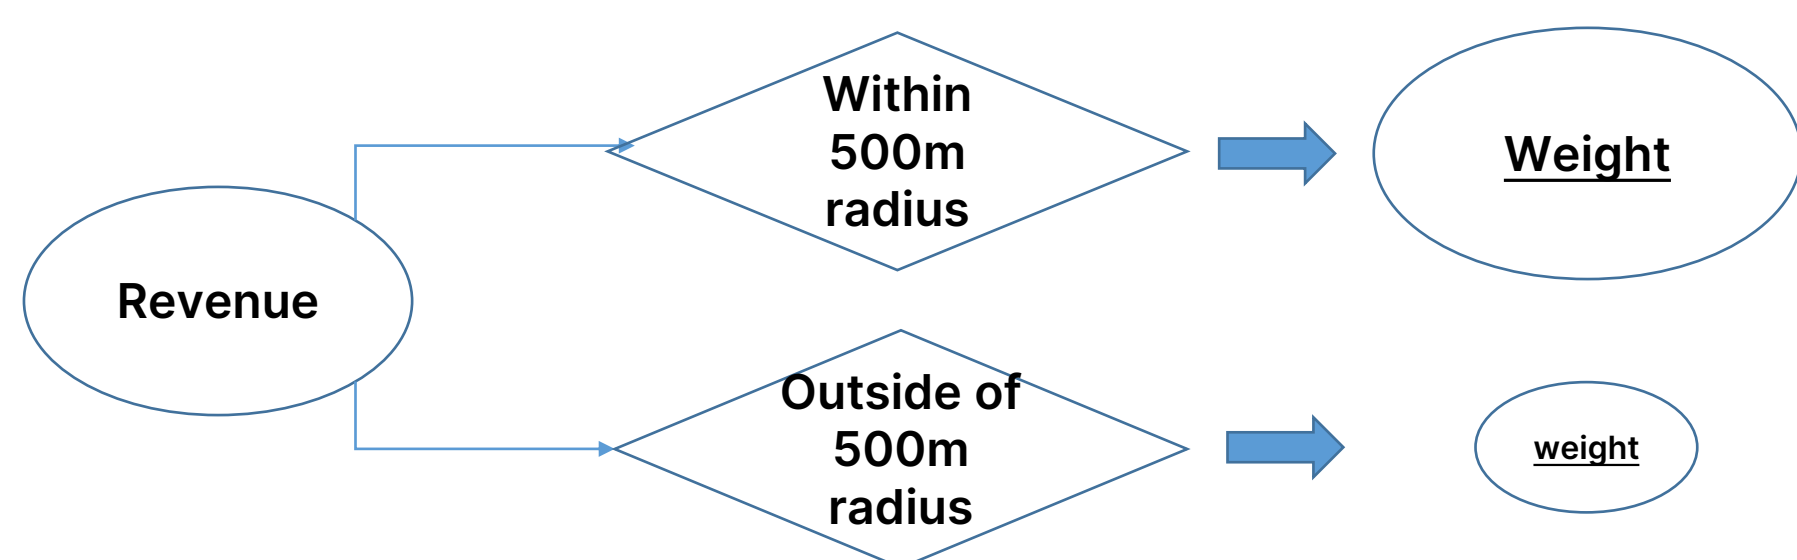 Within
500m
radius
Weight
Revenue
Outside of
500m
radius
weight